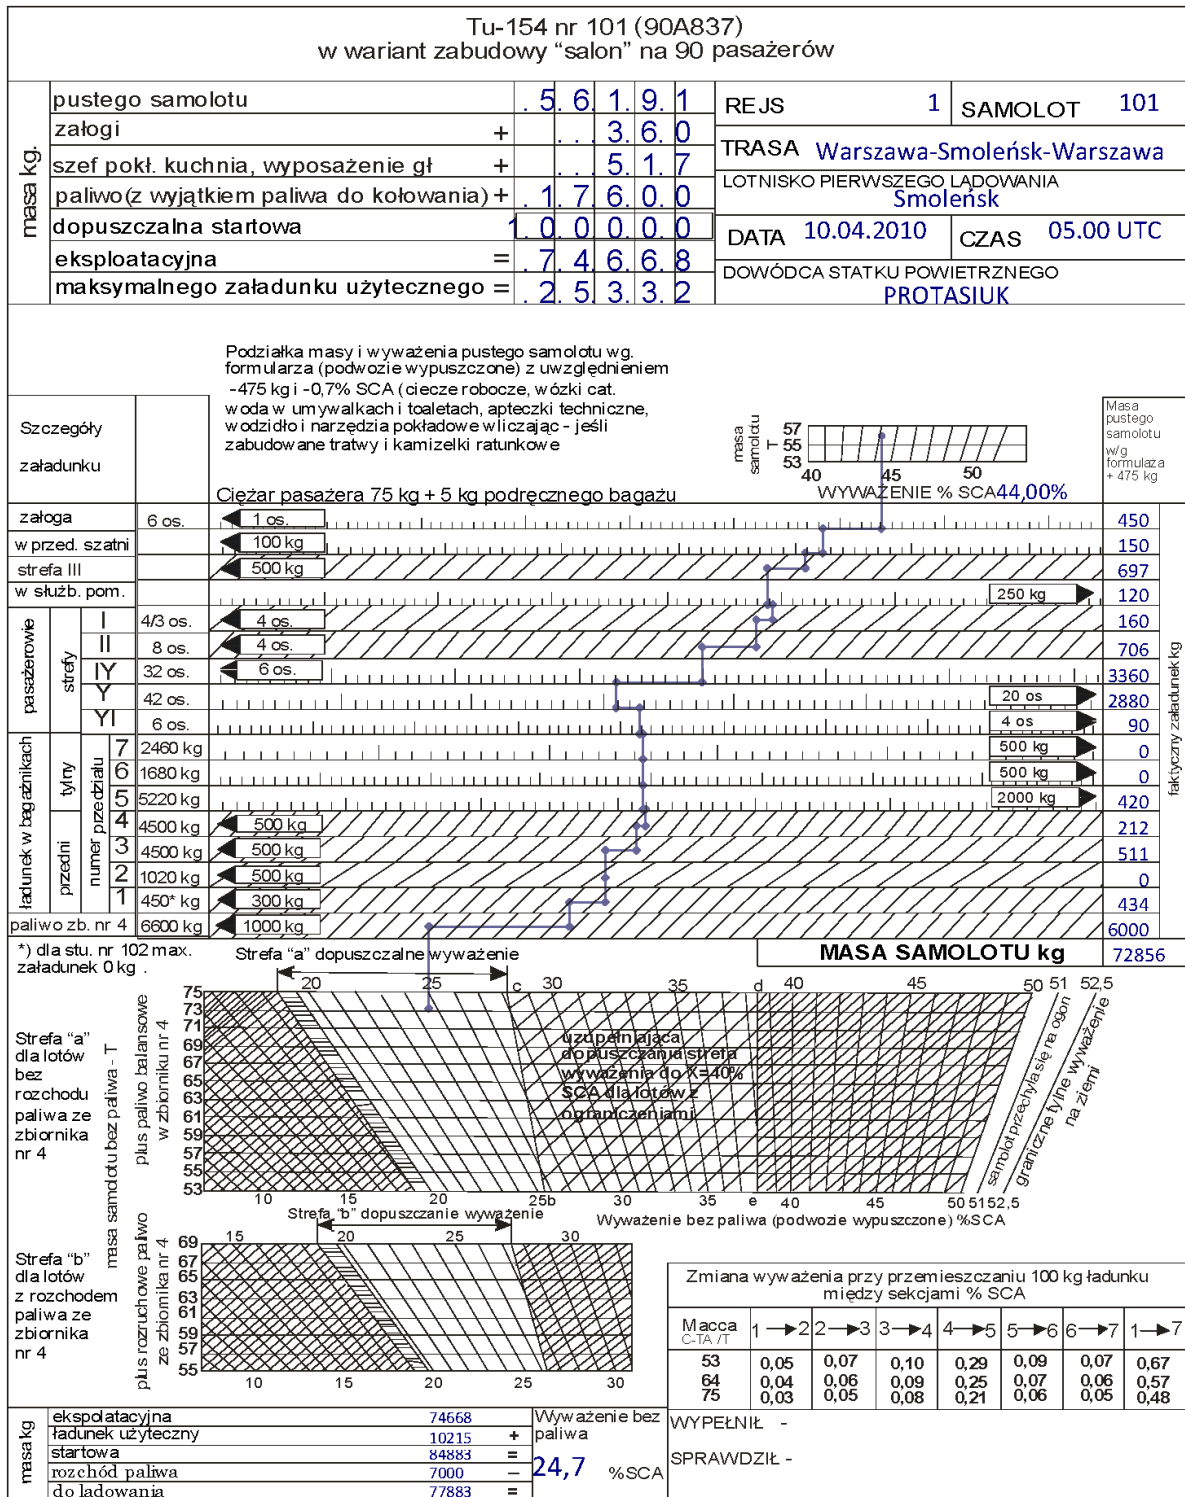 Tu-154 nr 101 (90A837)
w wariant zabudowy “salon” na 90 pasażerów
masa kg.
pustego samolotu . 5. 6. 1. 9. 1
załogi + . . . 3. 6. 0
szef pokł. kuchnia, wyposażenie gł + . . . 5. 1. 7
paliwo(z wyjątkiem paliwa do kołowania) + . 1. 7. 6. 0. 0
dopuszczalna startowa 1. 0. 0. 0. 0. 0
eksploatacyjna = . 7. 4. 6. 6. 8
maksymalnego załadunku użytecznego = . 2. 5. 3. 3. 2
REJS 1 SAMOLOT 101
TRASA Warszawa-Smoleńsk-Warszawa
LOTNISKO PIERWSZEGO LĄDOWANIA
Smoleńsk
DATA 10.04.2010 CZAS 05.00 UTC
DOWÓDCA STATKU POWIETRZNEGO
PROTASIUK
Podziałka masy i wyważenia pustego samolotu wg.
formularza (podwozie wypuszczone) z uwzględnieniem
-475 kg i -0,7% SCA (ciecze robocze, wózki cat.
woda w umywalkach i toaletach, apteczki techniczne,
wodzidło i narzędzia pokładowe wliczając - jeśli
zabudowane tratwy i kamizelki ratunkowe
Ciężar pasażera 75 kg + 5 kg podręcznego bagażu
Szczegóły
załadunku
masa
samolotu
T
57
55
53
40 45 50
WYWAŻENIE % SCA 44,00%
Masa
pustego
samolotu
w/g
formulaża
+ 475 kg
załoga 6 os. 1 os. 450
w przed. szatni 100 kg 150
strefa III 500 kg 697
w służb. pom. 250 kg 120
pasażerowie
strefy
I 4/3 os. 4 os. 160
II 8 os. 4 os. 706
IY 32 os. 6 os. 3360
Y 42 os. 20 os 2880
YI 6 os. 4 os 90
ładunek w bagażnikach
tylny
przedni
numer przedziału
7 2460 kg 500 kg 0
6 1680 kg 500 kg 0
5 5220 kg 2000 kg 420
4 4500 kg 500 kg 212
3 4500 kg 500 kg 511
2 1020 kg 500 kg 0
1 450* kg 300 kg 434
paliwo zb. nr 4 6600 kg 1000 kg 6000
faktyczny załadunek kg
*) dla stu. nr 102 max.
załadunek 0 kg .
Strefa “a” dopuszczalne wyważenie
MASA SAMOLOTU kg 72856
20 25 c 30 d 40 45 50 51 52,5
Strefa “a”
dla lotów
bez
rozchodu
paliwa ze
zbiornika
nr 4
masa samolotu bez paliwa - T
plus paliwo balansowe
w zbiorniku nr 4
75
73
71
69
67
65
63
61
59
57
55
53
uzupełniająca
dopuszczania strefa
wyważenia do X=40%
SCA dla lotów z
ograniczeniami
samolot przechyla się na ogon
graniczne tylne wyważenie
na ziemi
10 15 20 25b 30 35 e 40 45 50 51 52,5
Strefa “b” dopuszczanie wyważenie
Wyważenie bez paliwa (podwozie wypuszczone) %SCA
Strefa “b”
dla lotów
z rozchodem
paliwa ze
zbiornika
nr 4
plus rozruchowe paliwo
ze zbiornika nr 4
15 20 25 30
69
67
65
63
61
59
57
55
10 15 20 25 30
Zmiana wyważenia przy przemieszczaniu 100 kg ładunku
między sekcjami % SCA
Macca
C-TA /T
1→2 2→3 3→4 4→5 5→6 6→7 1→7
53 0,05 0,07 0,10 0,29 0,09 0,07 0,67
64 0,04 0,06 0,09 0,25 0,07 0,06 0,57
75 0,03 0,05 0,08 0,21 0,06 0,05 0,48
masa kg
ekspolatacyjna 74668
ładunek użyteczny 10215 +
startowa 84883 =
rozchód paliwa 7000 –
do lądowania 77883 =
Wyważenie bez
paliwa
24,7 %SCA
WYPEŁNIŁ -
SPRAWDZIŁ -